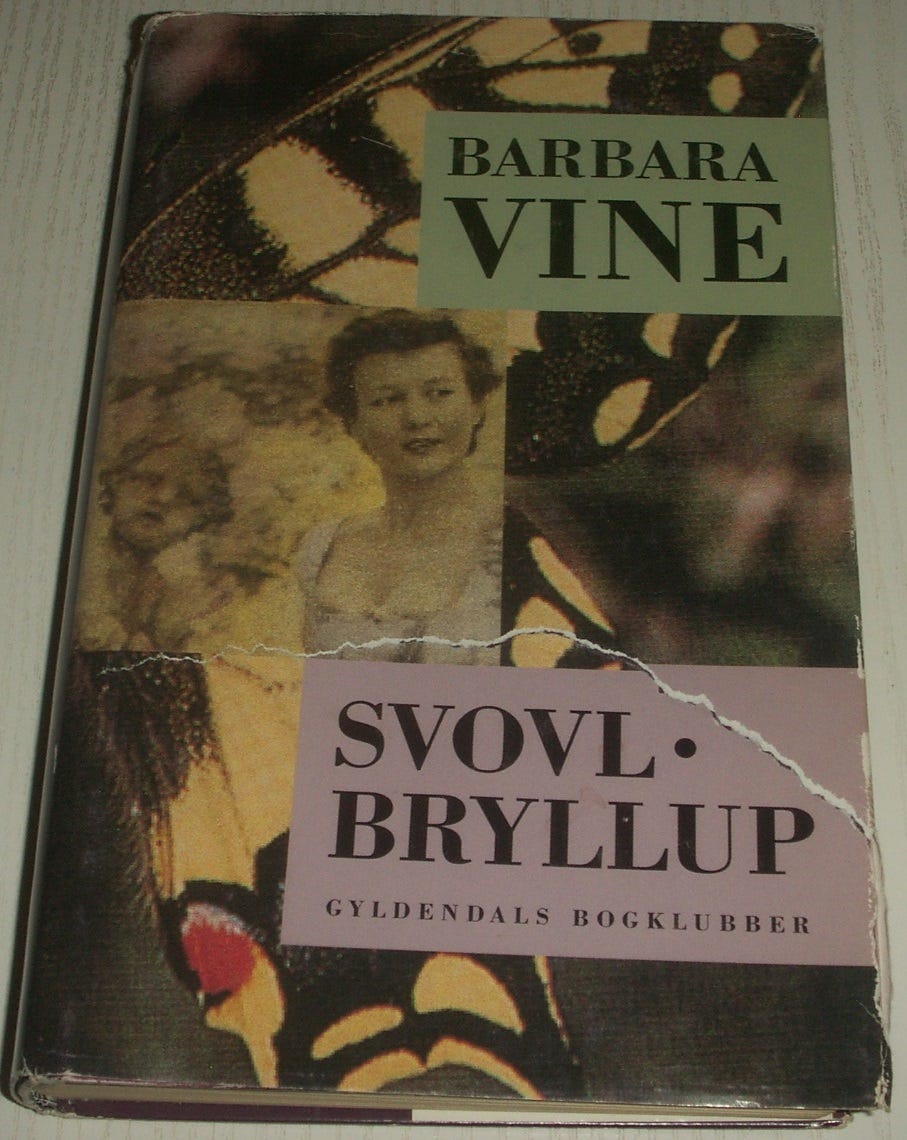 BARBARA
VINE
SVOVL•
BRYLLUP
GYLDENDALS BOGKLUBBER